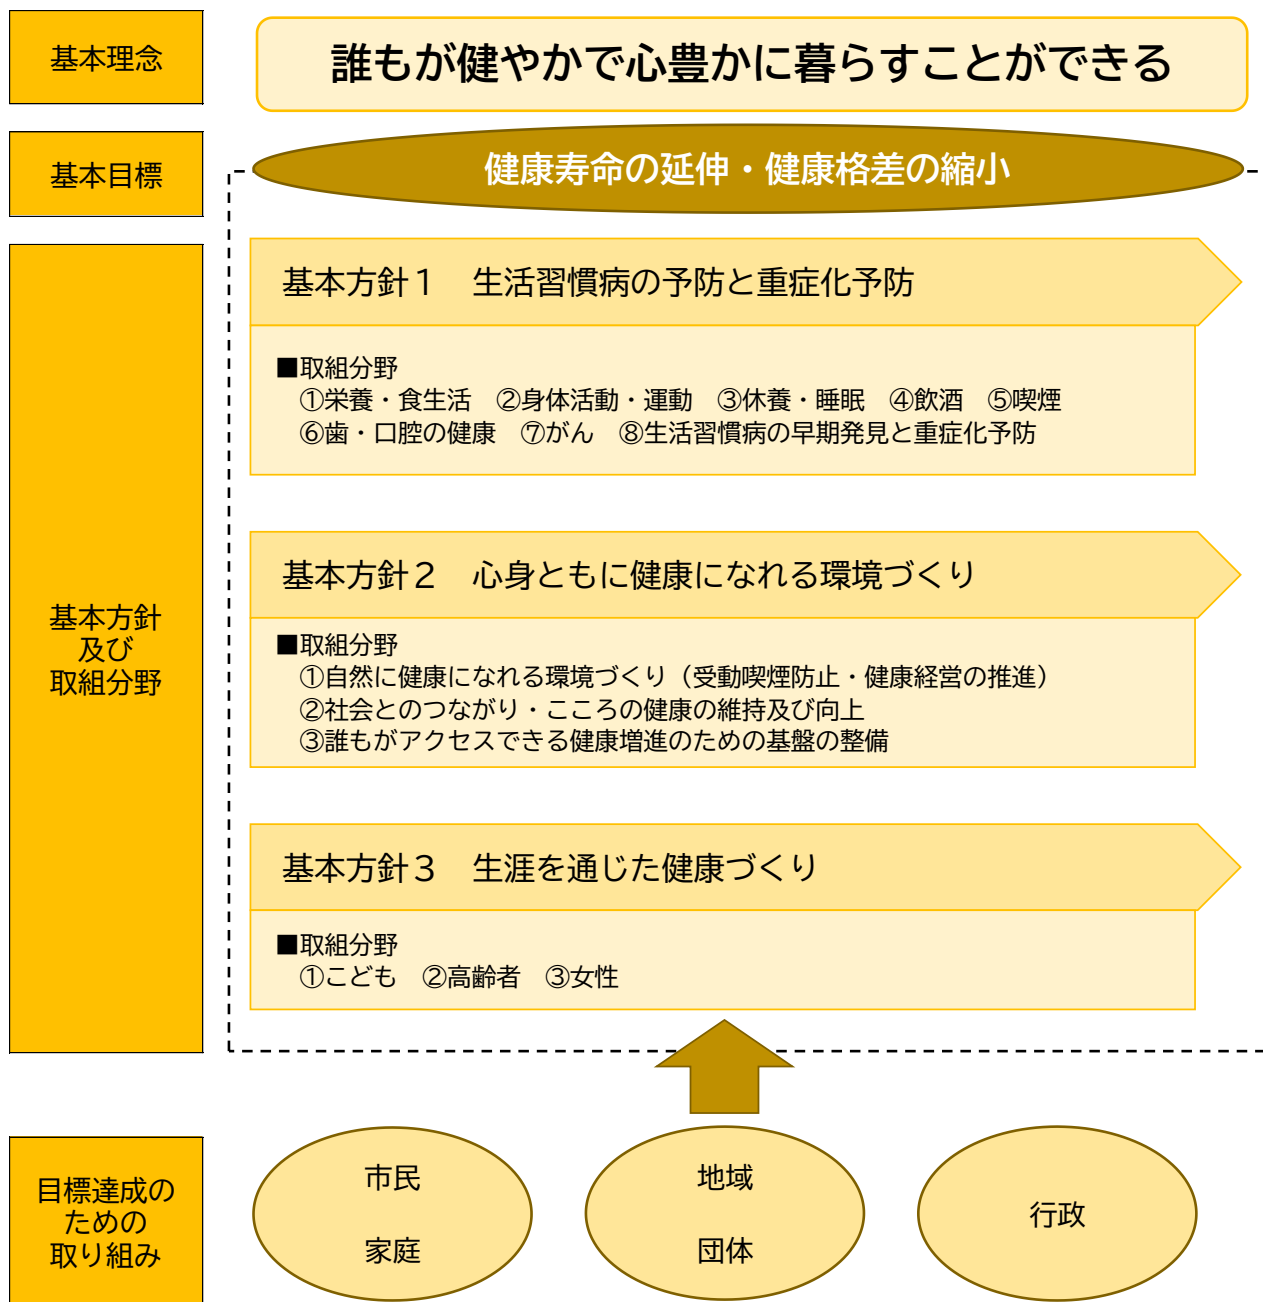 基本理念
誰もが健やかで心豊かに暮らすことができる
基本目標
健康寿命の延伸・健康格差の縮小
基本方針
及び
取組分野
基本方針１　生活習慣病の予防と重症化予防
■取組分野
①栄養・食生活　②身体活動・運動　③休養・睡眠　④飲酒　⑤喫煙
⑥歯・口腔の健康　⑦がん　⑧生活習慣病の早期発見と重症化予防
基本方針２　心身ともに健康になれる環境づくり
■取組分野
①自然に健康になれる環境づくり（受動喫煙防止・健康経営の推進）
②社会とのつながり・こころの健康の維持及び向上
③誰もがアクセスできる健康増進のための基盤の整備
基本方針３　生涯を通じた健康づくり
■取組分野
①こども　②高齢者　③女性
目標達成の
ための
取り組み
市民
家庭
地域
団体
行政